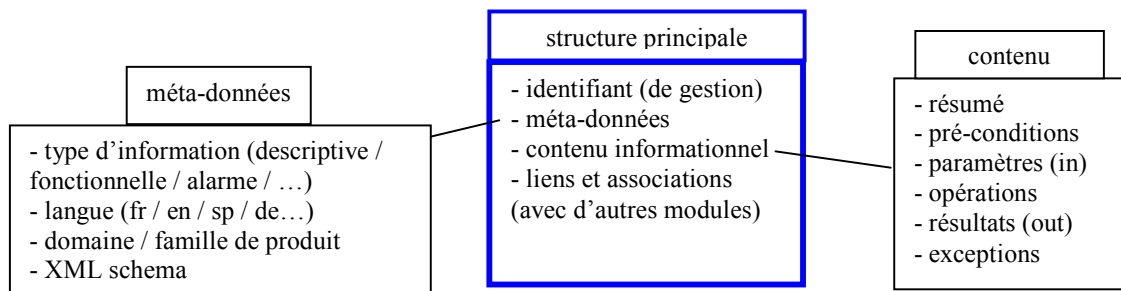 méta-données
- type d’information (descriptive /
fonctionnelle / alarme / …)
- langue (fr / en / sp / de…)
- domaine / famille de produit
- XML schema
structure principale
- identifiant (de gestion)
- méta-données
- contenu informationnel
- liens et associations
(avec d’autres modules)
contenu
- résumé
- pré-conditions
- paramètres (in)
- opérations
- résultats (out)
- exceptions